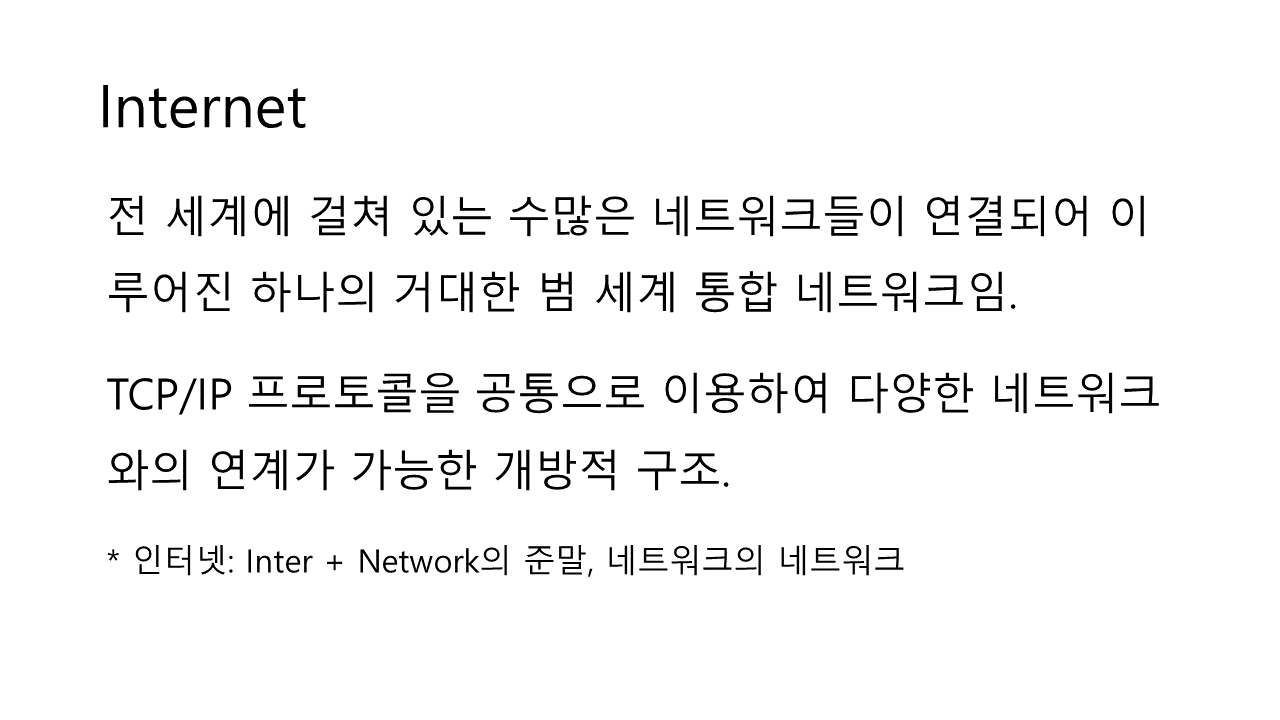 Internet
전 세계에 걸쳐 있는 수많은 네트워크들이 연결되어 이
루어진 하나의 거대한 범 세계 통합 네트워크임.
TCP/IP 프로토콜을 공통으로 이용하여 다양한 네트워크
와의 연계가 가능한 개방적 구조.
* 인터넷: Inter + Network의 준말, 네트워크의 네트워크